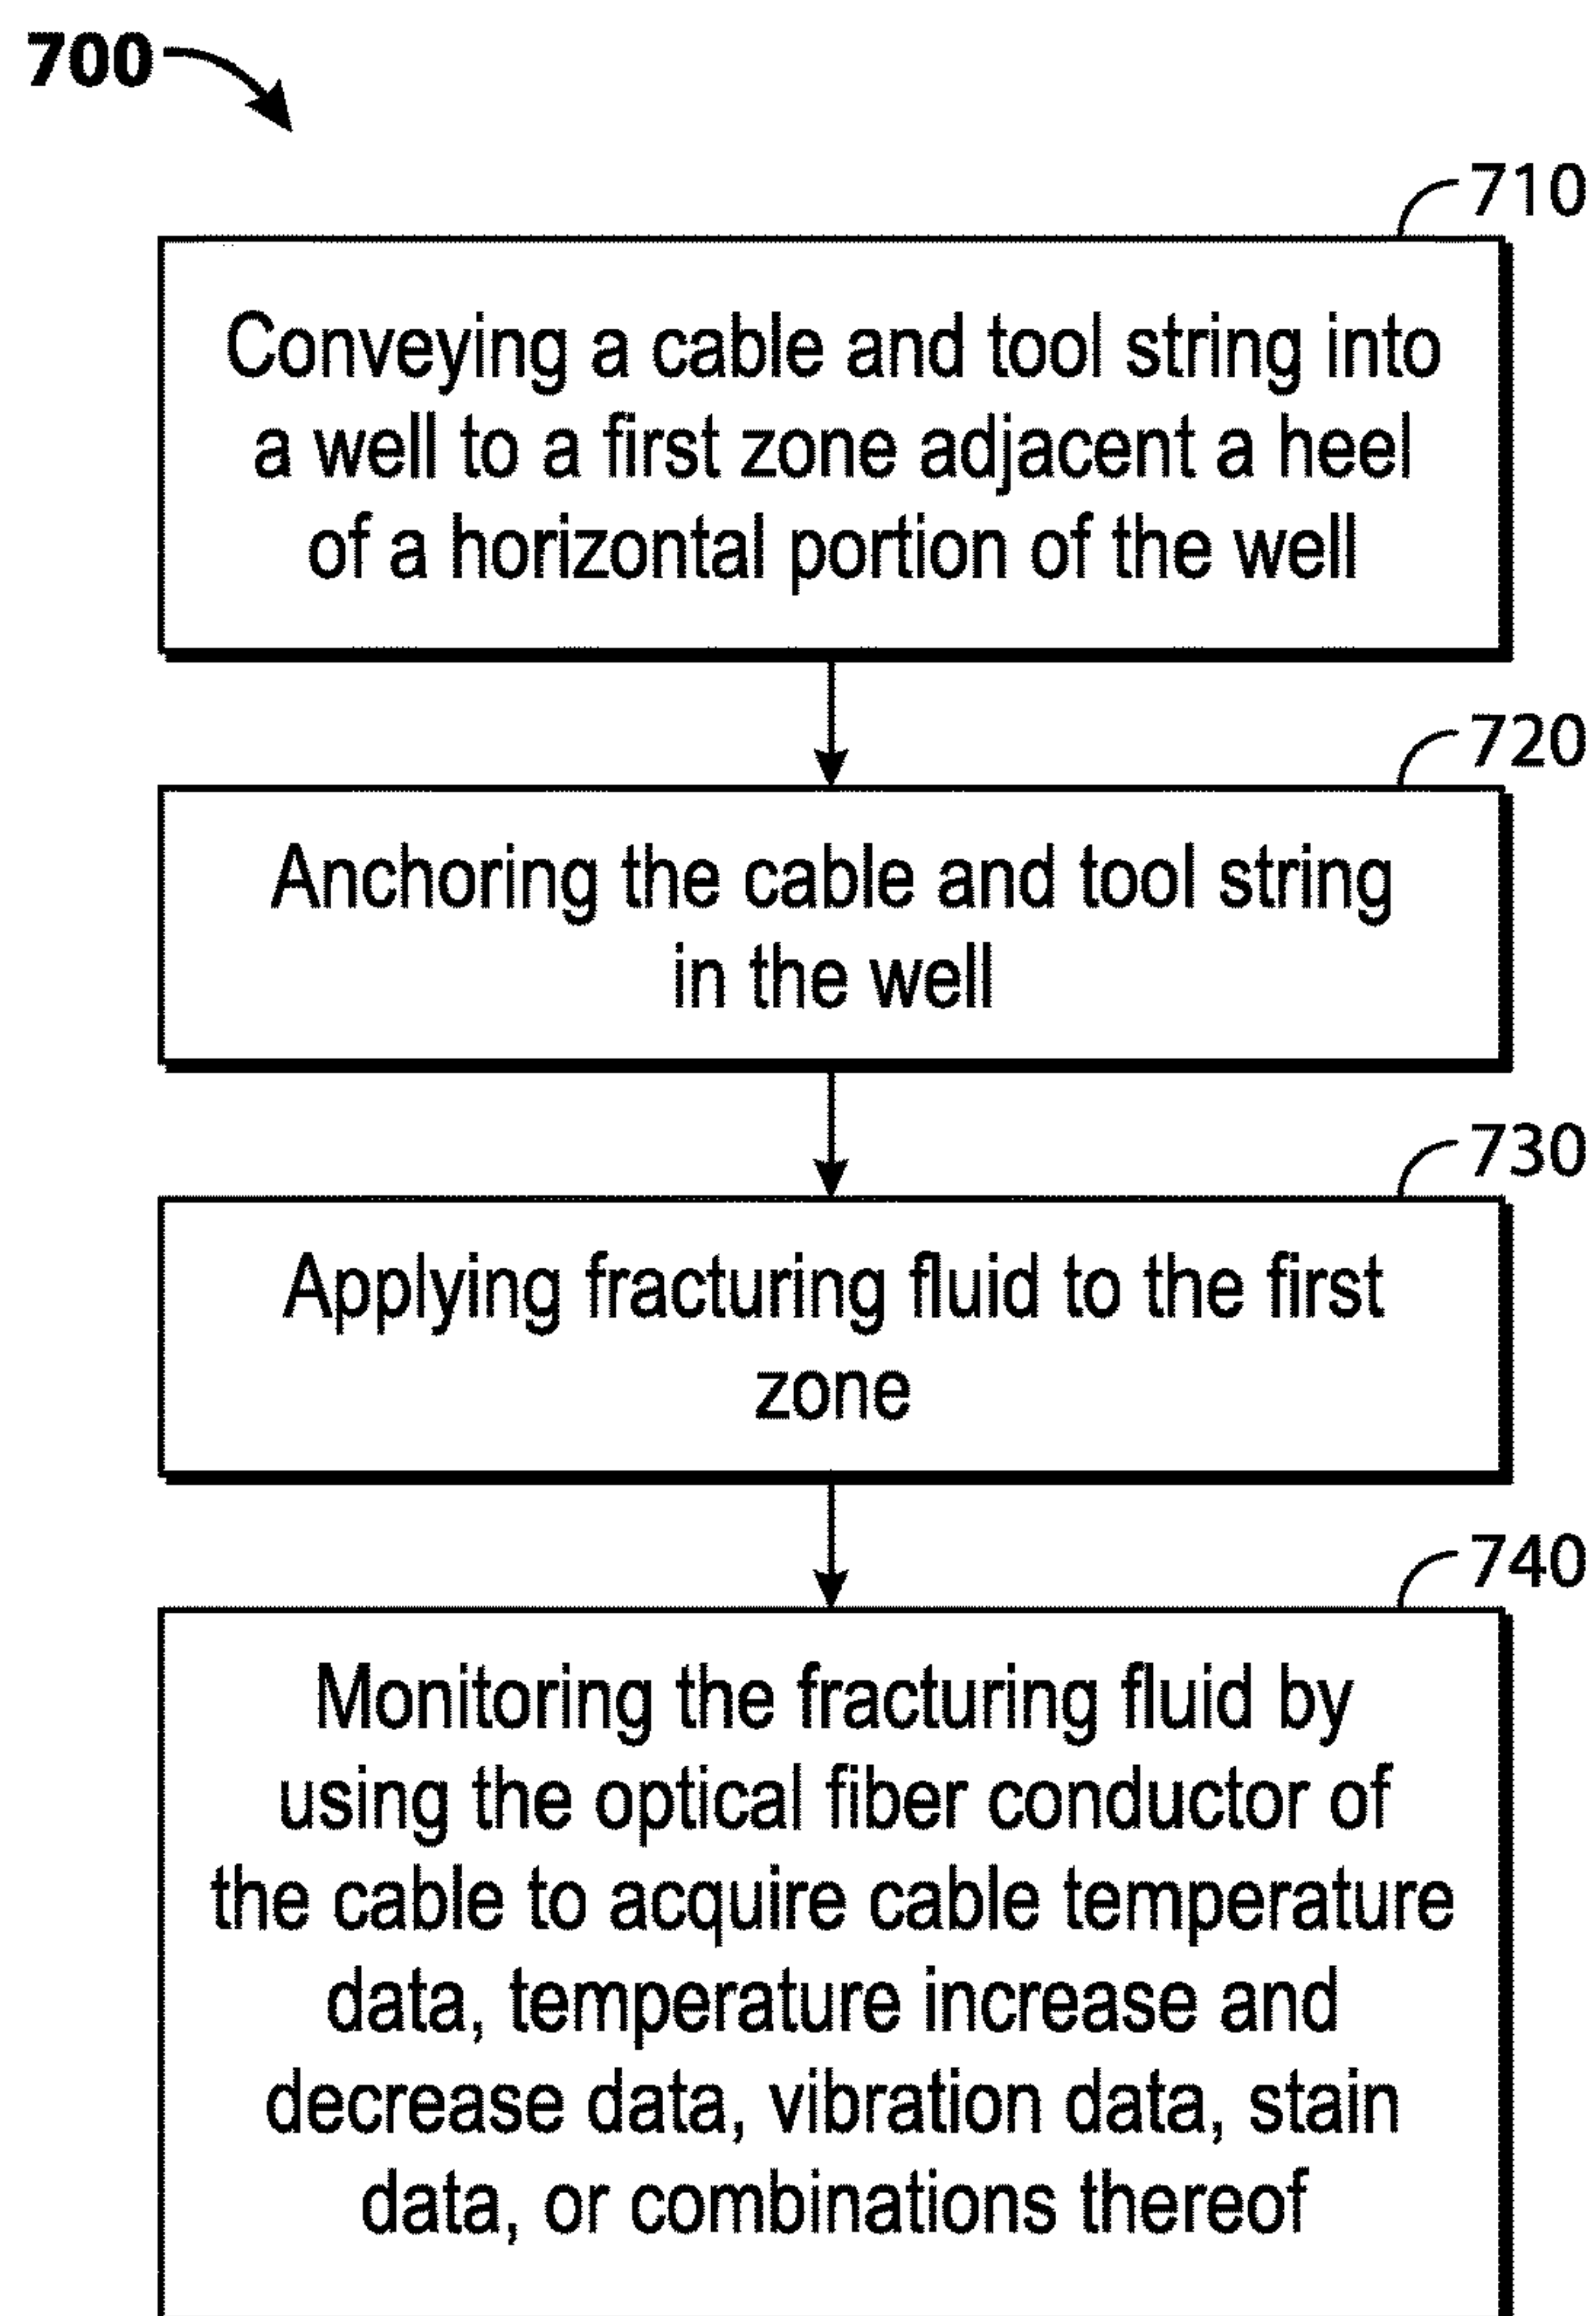 700
710
Conveying a cable and tool string into
a well to a first zone adjacent a heel
of a horizontal portion of the well
720
Anchoring the cable and tool string
in the well
730
Applying fracturing fluid to the first
zone
740
Monitoring the fracturing fluid by
using the optical fiber conductor of
the cable to acquire cable temperature
data, temperature increase and
decrease data, vibration data, stain
data, or combinations thereof